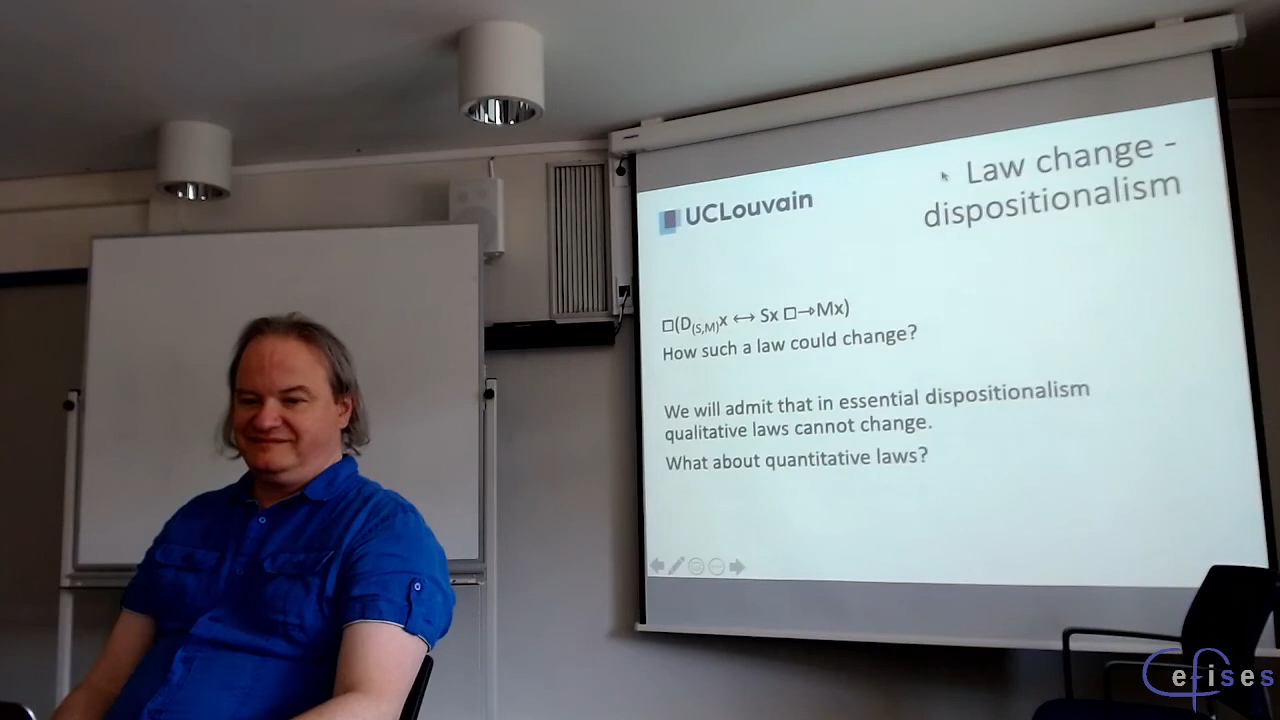 Law change -
dispositionalism
UCLouvain
□(D(S,M)x ↔ Sx □→Mx)
How such a law could change?
We will admit that in essential dispositionalism
qualitative laws cannot change.
What about quantitative laws?
Cefises